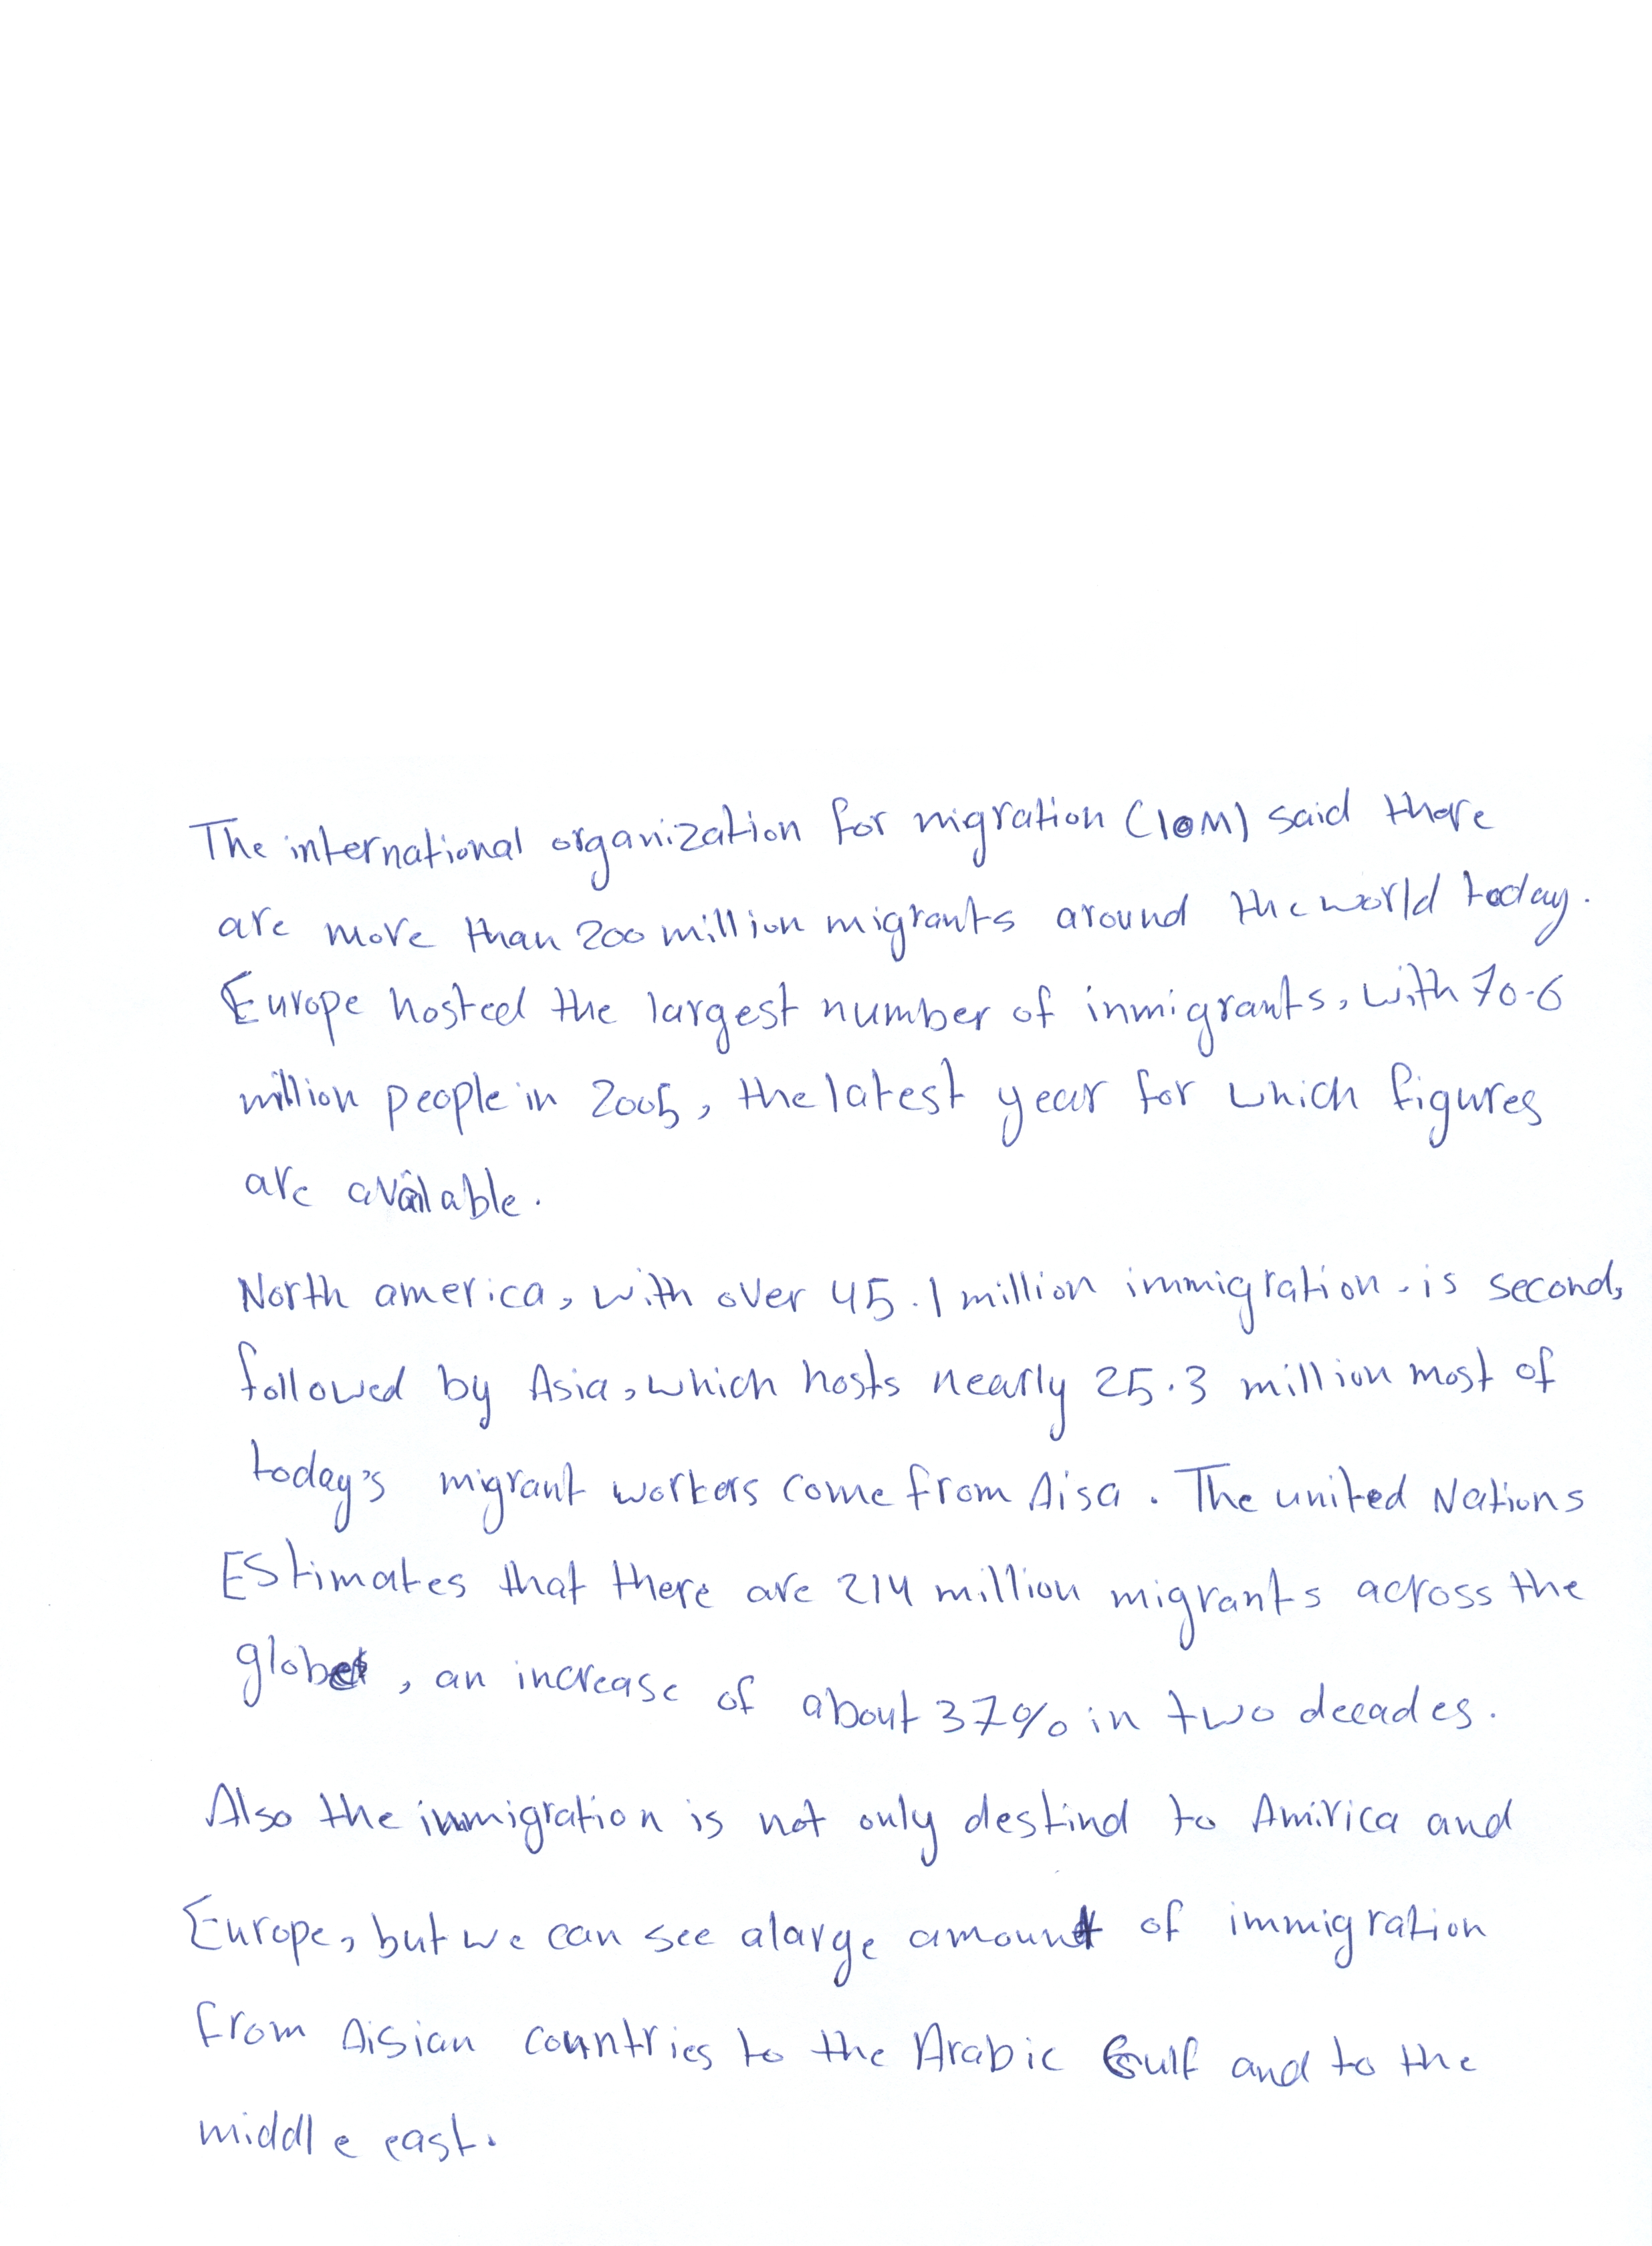 The international organization for migration (IOM) said there
are more than 200 million migrants around the world today.
Europe hosted the largest number of inmigrants, with 70.6
million people in 2005, the latest year for which figures
are available.
North america, with over 45.1 million immigration. is second,
followed by Asia, which hosts nearly 25.3 million most of
today's migrant workers come from Aisa. The united Nations
Estimates that there are 214 million migrants across the
globe, an increase of about 37% in two decades.
Also the immigration is not only destind to Amirica and
Europe, but we can see alarge amount of immigration
from Aisian countries to the Arabic Gulf and to the
middle east.